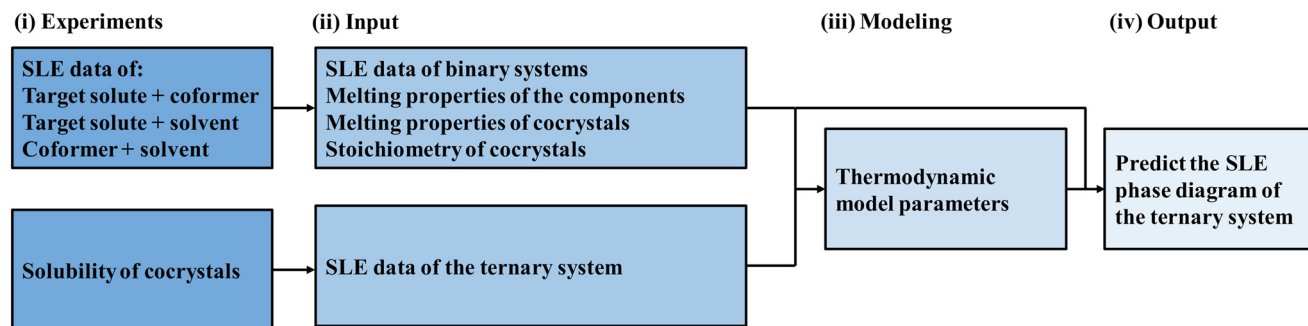 (i) Experiments
(ii) Input
(iii) Modeling
(iv) Output
SLE data of:
Target solute + coformer
Target solute + solvent
Coformer + solvent
SLE data of binary systems
Melting properties of the components
Melting properties of cocrystals
Stoichiometry of cocrystals
Thermodynamic
model parameters
Predict the SLE
phase diagram of
the ternary system
Solubility of cocrystals
SLE data of the ternary system